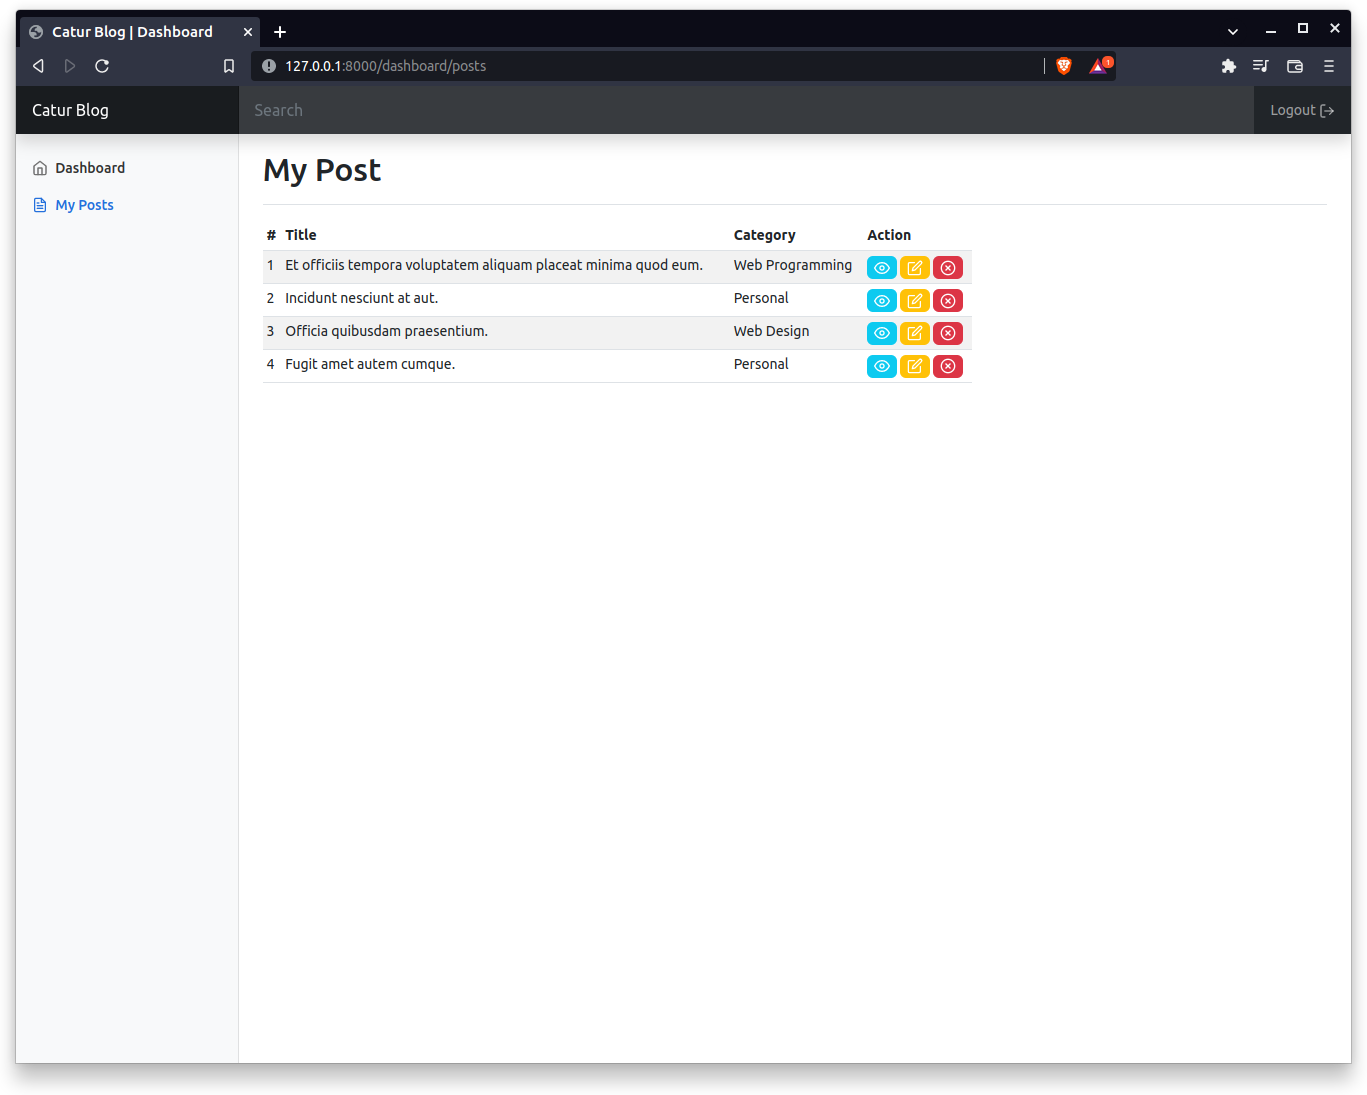 Catur Blog | Dashboard
127.0.0.1:8000/dashboard/posts
1
Catur Blog
Search
Logout
Dashboard
My Posts
My Post
# Title Category Action
1 Et officiis tempora voluptatem aliquam placeat minima quod eum. Web Programming
2 Incidunt nesciunt at aut. Personal
3 Officia quibusdam praesentium. Web Design
4 Fugit amet autem cumque. Personal